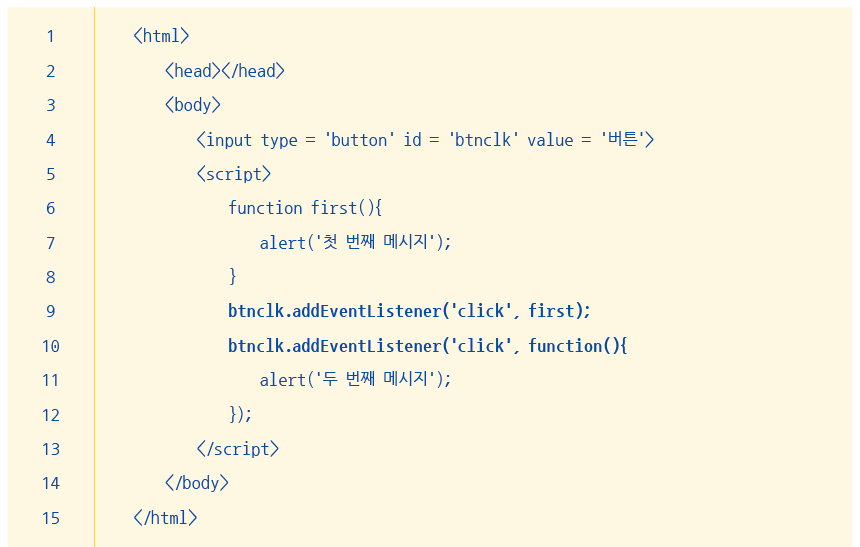 1 <html>
2 <head></head>
3 <body>
4 <input type = 'button' id = 'btnclk' value = '버튼'>
5 <script>
6 function first(){
7 alert('첫 번째 메시지');
8 }
9 btnclk.addEventListener('click', first);
10 btnclk.addEventListener('click', function(){
11 alert('두 번째 메시지');
12 });
13 </script>
14 </body>
15 </html>